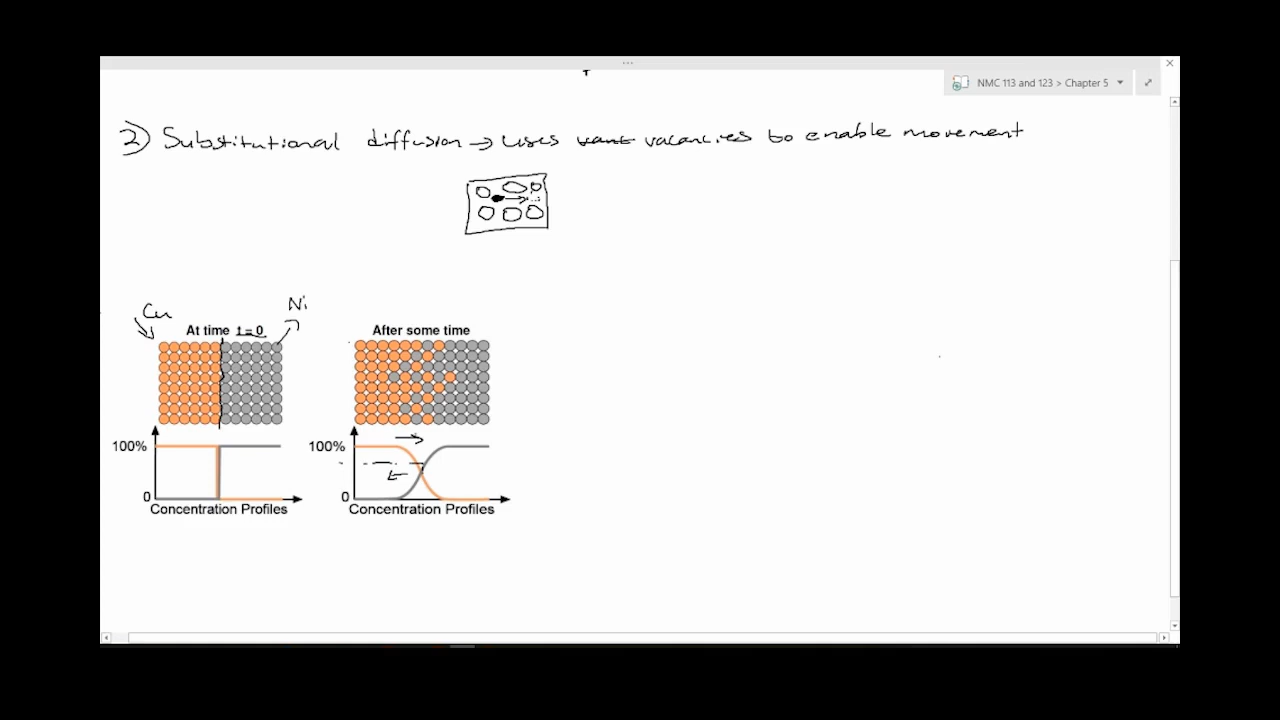 NMC 113 and 123 > Chapter 5
2) Substitutional diffusion → uses vacancies to enable movement
Cu
Ni
At time t = 0
After some time
100%
0
Concentration Profiles
100%
0
Concentration Profiles